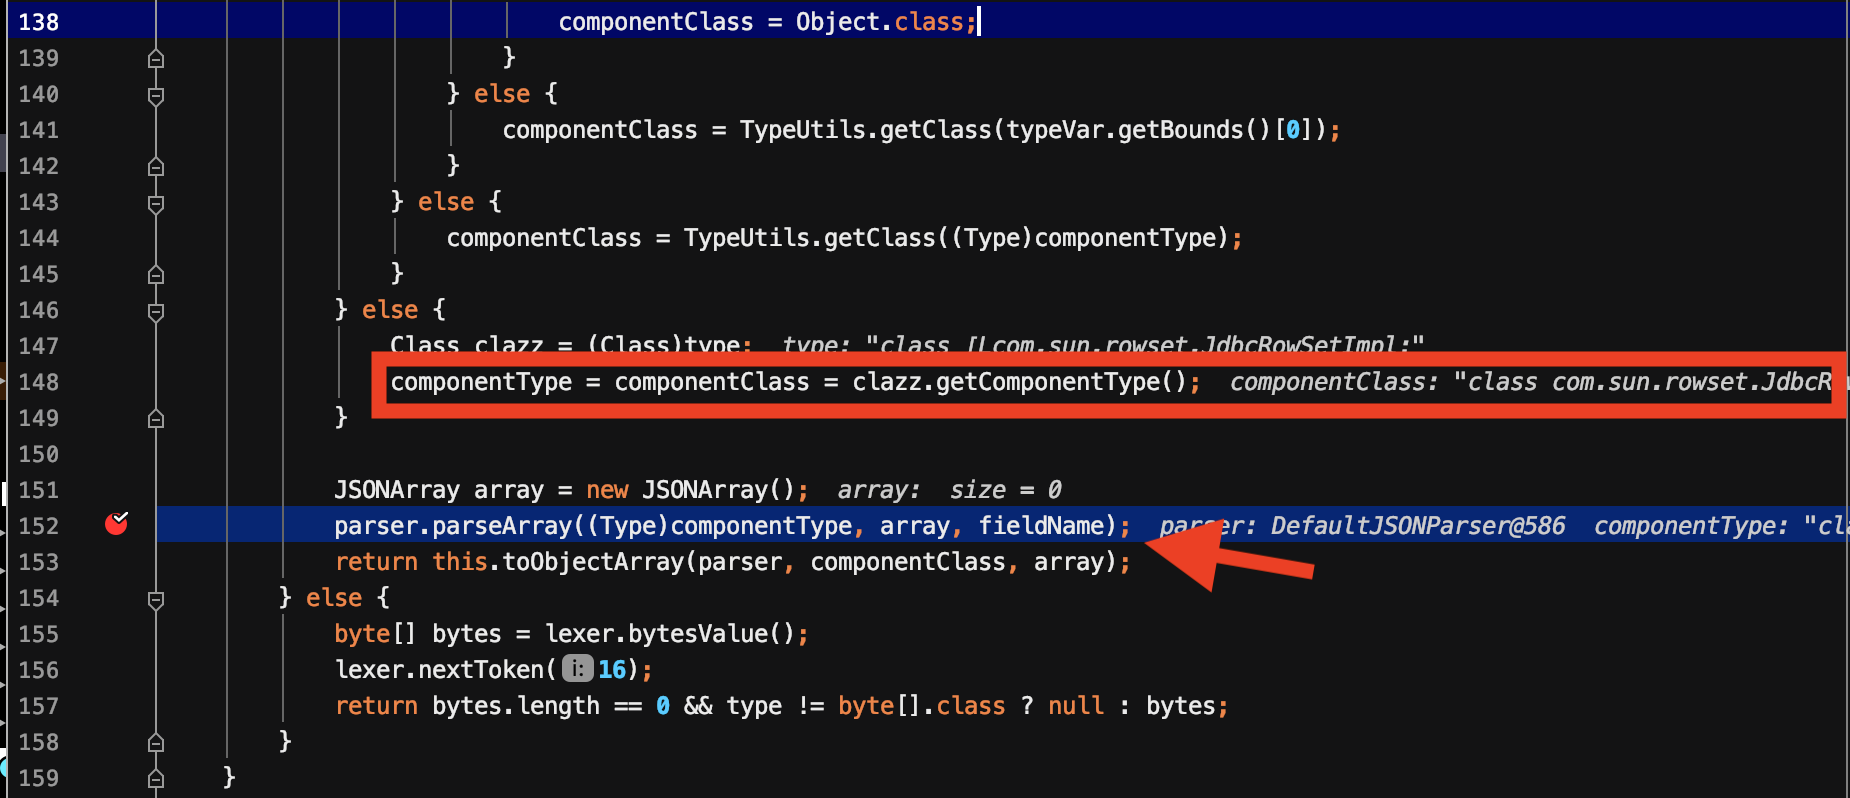 138 componentClass = Object.class;
139 }
140 } else {
141 componentClass = TypeUtils.getClass(typeVar.getBounds()[0]);
142 }
143 } else {
144 componentClass = TypeUtils.getClass((Type)componentType);
145 }
146 } else {
147 Class clazz = (Class)type; type: "class [Lcom.sun.rowset.JdbcRowSetImpl;"
148 componentType = componentClass = clazz.getComponentType(); componentClass: "class com.sun.rowset.JdbcR
149 }
150
151 JSONArray array = new JSONArray(); array: size = 0
152 parser.parseArray((Type)componentType, array, fieldName); parser: DefaultJSONParser@586 componentType: "cl
153 return this.toObjectArray(parser, componentClass, array);
154 } else {
155 byte[] bytes = lexer.bytesValue();
156 lexer.nextToken(i: 16);
157 return bytes.length == 0 && type != byte[].class ? null : bytes;
158 }
159 }